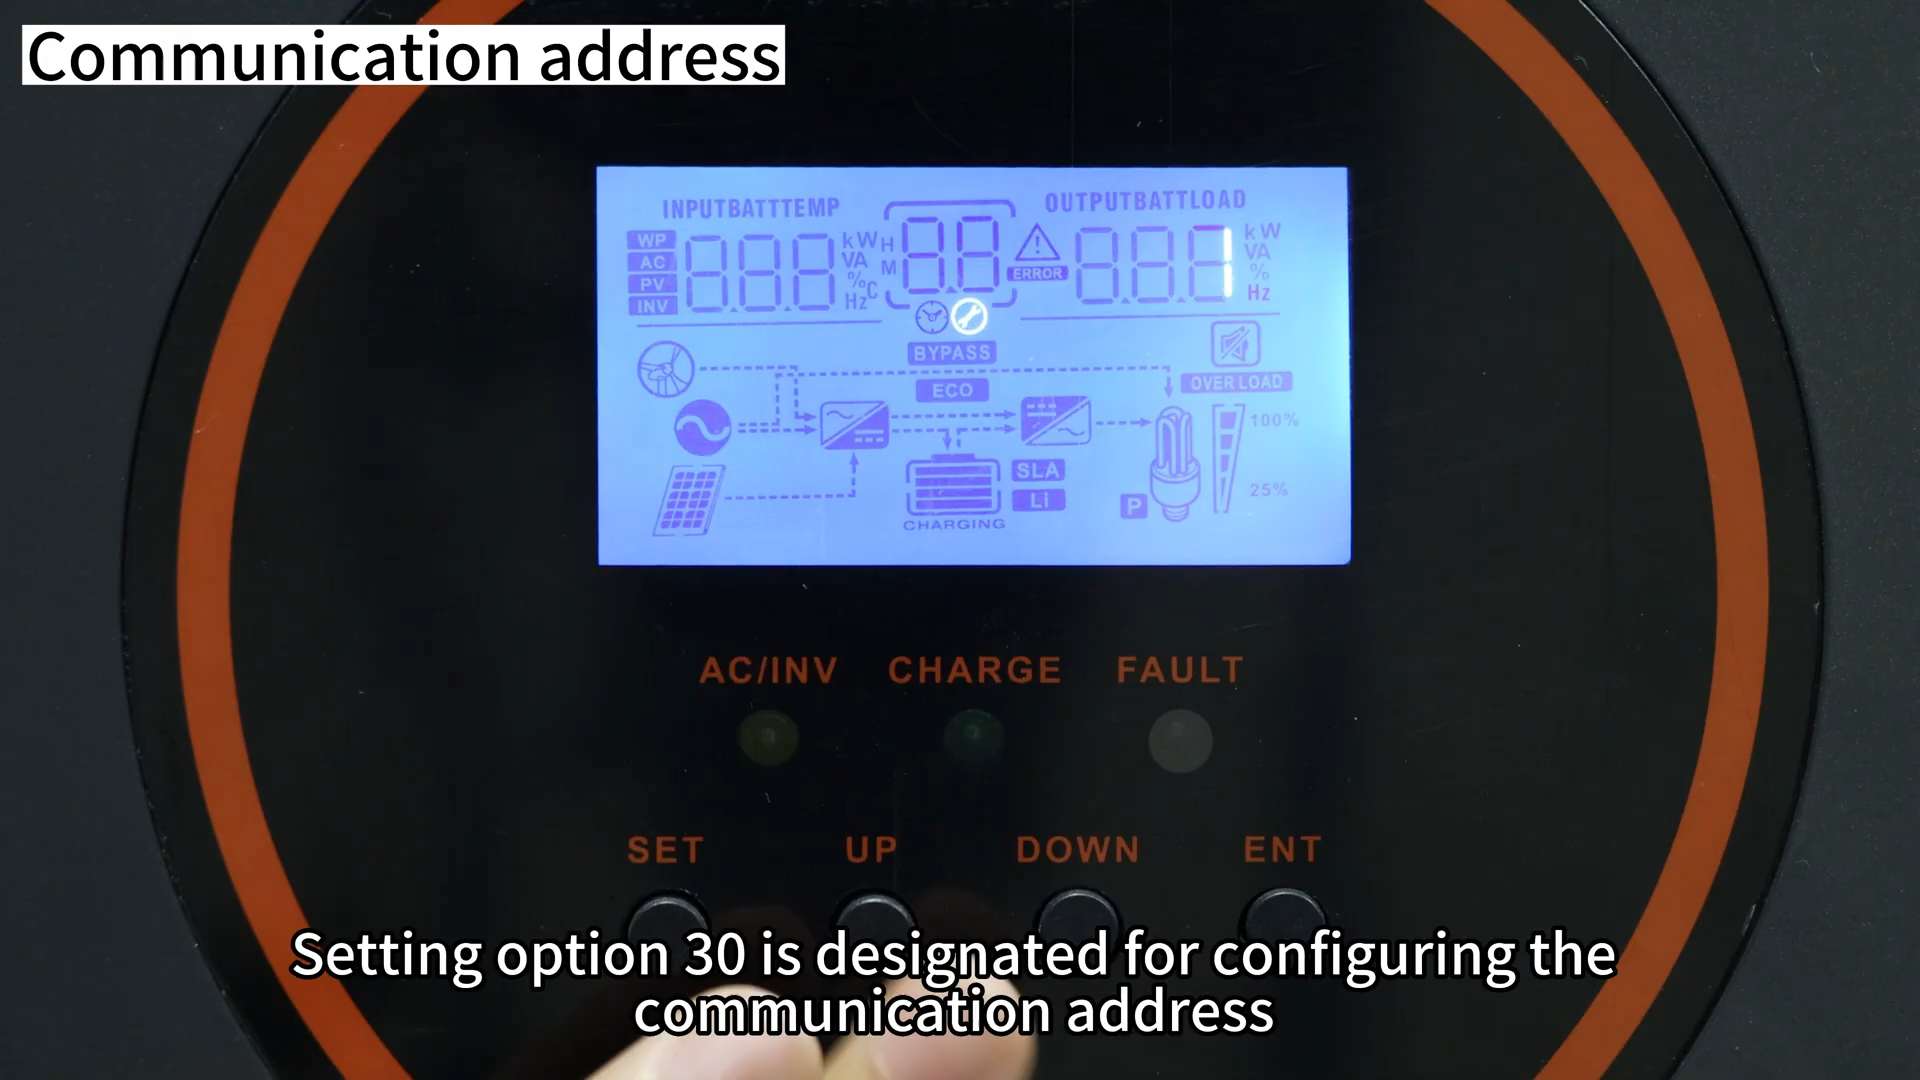 Communication address
INPUTBATTTEMP
OUTPUTBATTLOAD
WP
AC
PV
INV
kW
VA
%
°C
Hz
H
M
ERROR
1
kW
VA
%
Hz
BYPASS
ECO
OVER LOAD
100%
25%
SLA
Li
P
CHARGING
AC/INV CHARGE FAULT
SET UP DOWN ENT
Setting option 30 is designated for configuring the
communication address